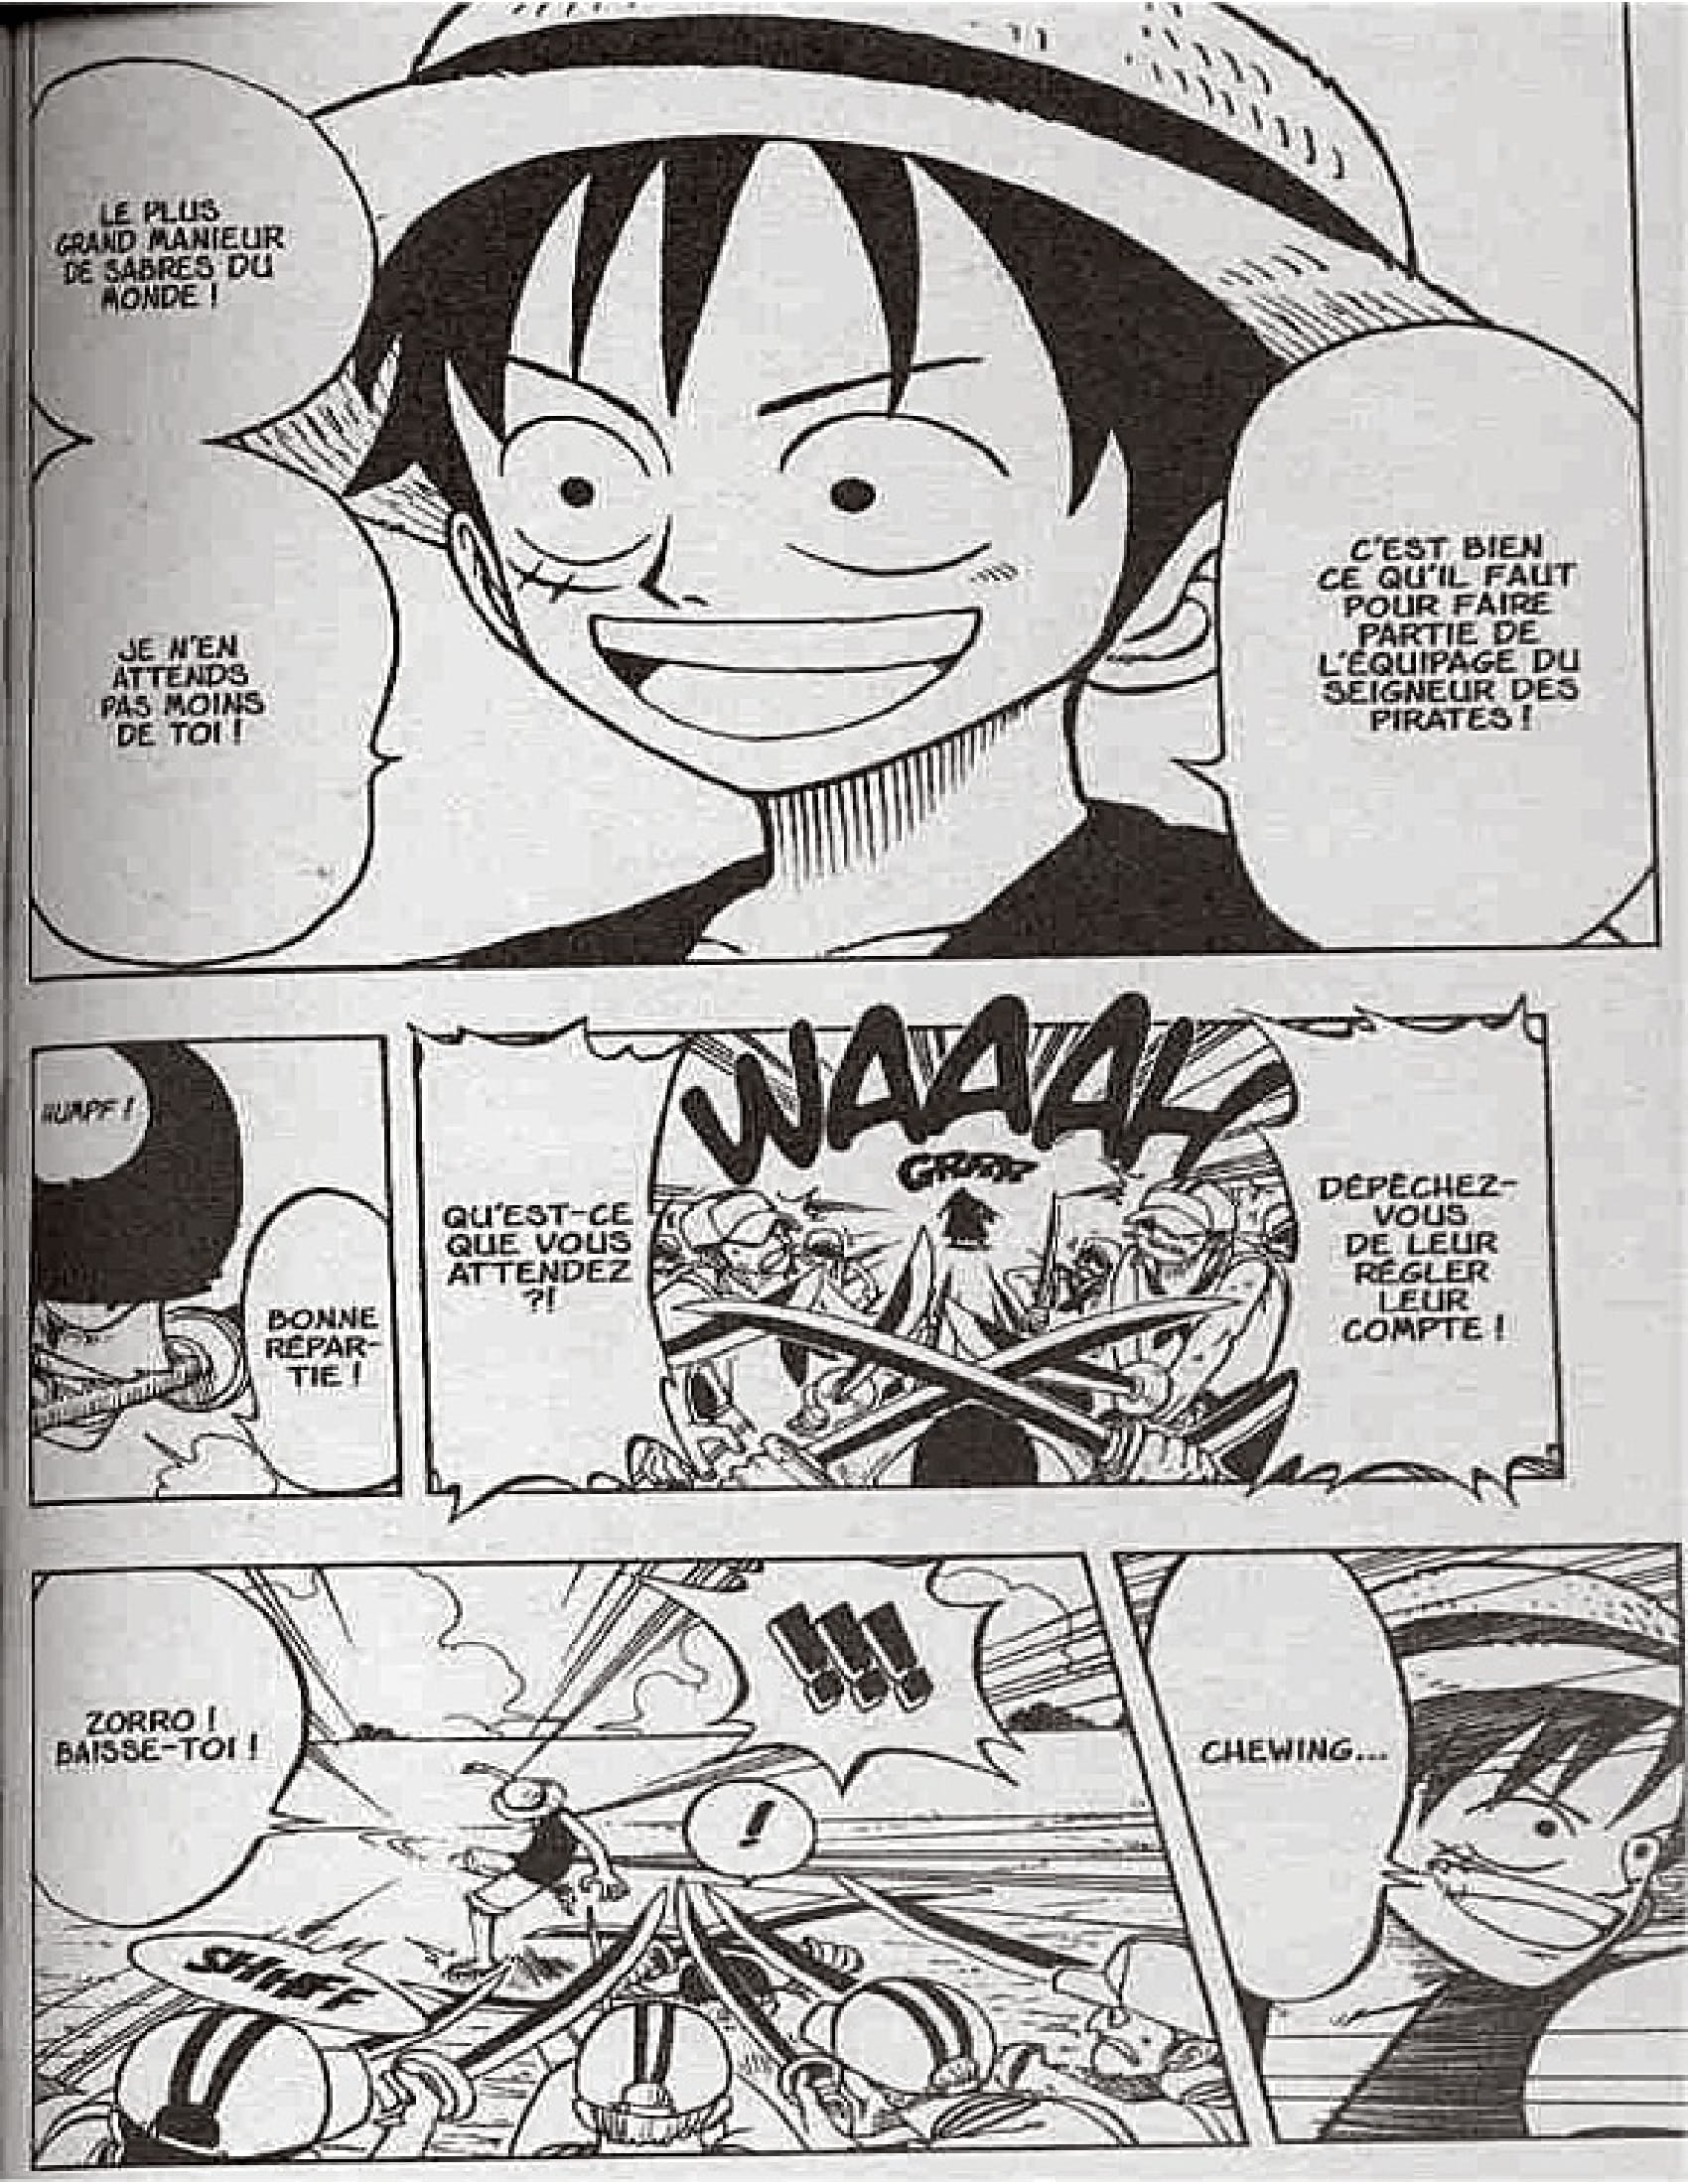 C'EST BIEN
CE QU'IL FAUT
POUR FAIRE
PARTIE DE
L'ÉQUIPAGE DU
SEIGNEUR DES
PIRATES !
LE PLUS
GRAND MANIEUR
DE SABRES DU
MONDE !
JE N'EN
ATTENDS
PAS MOINS
DE TOI !
DÉPÊCHEZ-
VOUS
DE LEUR
RÉGLER
LEUR
COMPTE !
WAAAH
GRRRR
QU'EST-CE
QUE VOUS
ATTENDEZ
?!
HUMPF !
BONNE
RÉPAR-
TIE !
CHEWING...
!!!
!
ZORRO !
BAISSE-TOI !
SHIFF